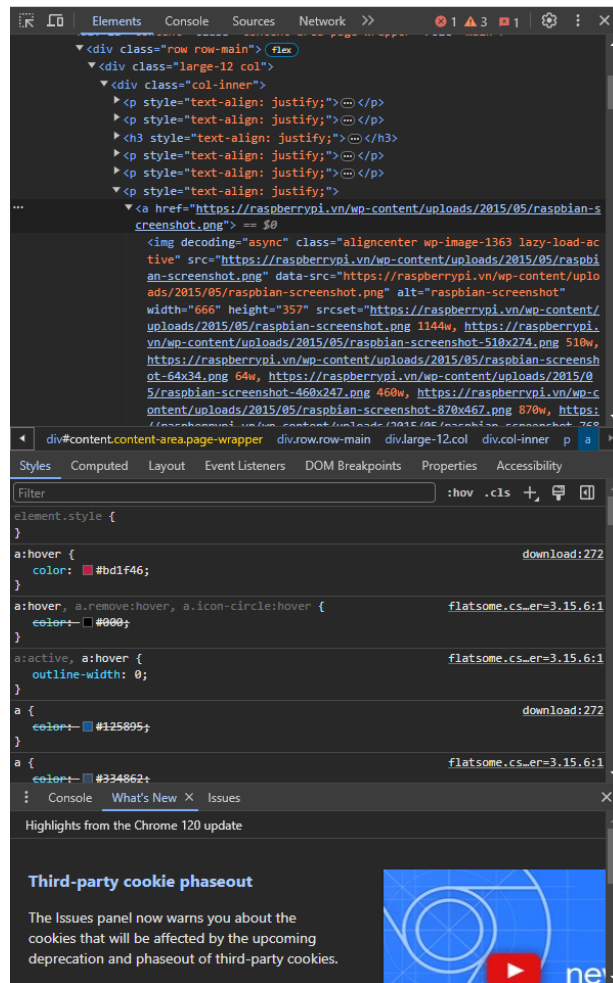 Elements Console Sources Network >> 1 3 1
<div class="row row-main"> flex
<div class="large-12 col">
<div class="col-inner">
<p style="text-align: justify;"> … </p>
<p style="text-align: justify;"> … </p>
<h3 style="text-align: justify;"> … </h3>
<p style="text-align: justify;"> … </p>
<p style="text-align: justify;"> … </p>
<p style="text-align: justify;">
… <a href="https://raspberrypi.vn/wp-content/uploads/2015/05/raspbian-s
creenshot.png"> == $0
<img decoding="async" class="aligncenter wp-image-1363 lazy-load-ac
tive" src="https://raspberrypi.vn/wp-content/uploads/2015/05/raspbi
an-screenshot.png" data-src="https://raspberrypi.vn/wp-content/uplo
ads/2015/05/raspbian-screenshot.png" alt="raspbian-screenshot"
width="666" height="357" srcset="https://raspberrypi.vn/wp-content/
uploads/2015/05/raspbian-screenshot.png 1144w, https://raspberrypi.
vn/wp-content/uploads/2015/05/raspbian-screenshot-510x274.png 510w,
https://raspberrypi.vn/wp-content/uploads/2015/05/raspbian-screensh
ot-64x34.png 64w, https://raspberrypi.vn/wp-content/uploads/2015/0
5/raspbian-screenshot-460x247.png 460w, https://raspberrypi.vn/wp-c
ontent/uploads/2015/05/raspbian-screenshot-870x467.png 870w, https:
div#content.content-area.page-wrapper div.row.row-main div.large-12.col div.col-inner p a
Styles Computed Layout Event Listeners DOM Breakpoints Properties Accessibility
Filter :hov .cls
element.style {
}
a:hover { download:272
color: #bd1f46;
}
a:hover, a.remove:hover, a.icon-circle:hover { flatsome.cs…er=3.15.6:1
color: #000;
}
a:active, a:hover { flatsome.cs…er=3.15.6:1
outline-width: 0;
}
a { download:272
color: #125895;
}
a { flatsome.cs…er=3.15.6:1
color: #334862;
Console What's New × Issues
Highlights from the Chrome 120 update
Third-party cookie phaseout
The Issues panel now warns you about the
cookies that will be affected by the upcoming
deprecation and phaseout of third-party cookies.
new